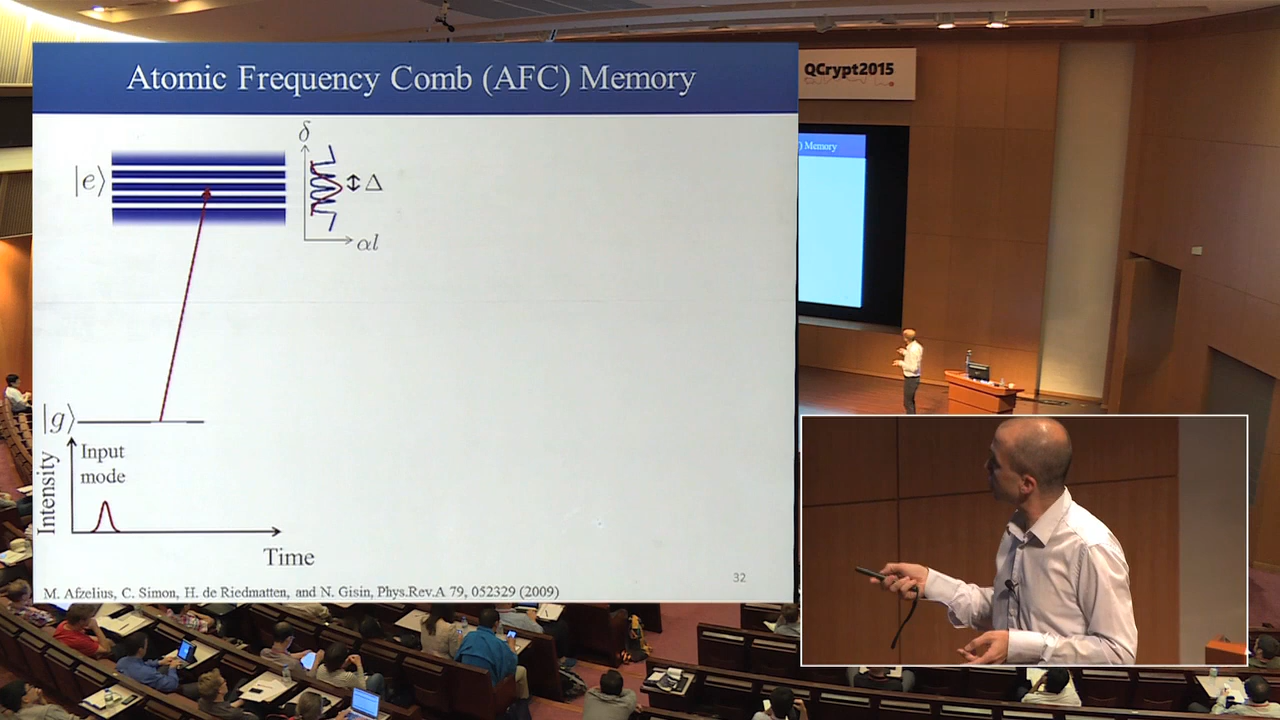 Atomic Frequency Comb (AFC) Memory
QCrypt2015
) Memory
δ
|e⟩
Δ
αl
|g⟩
Input
mode
Intensity
Time
32
M. Afzelius, C. Simon, H. de Riedmatten, and N. Gisin, Phys.Rev.A 79, 052329 (2009)